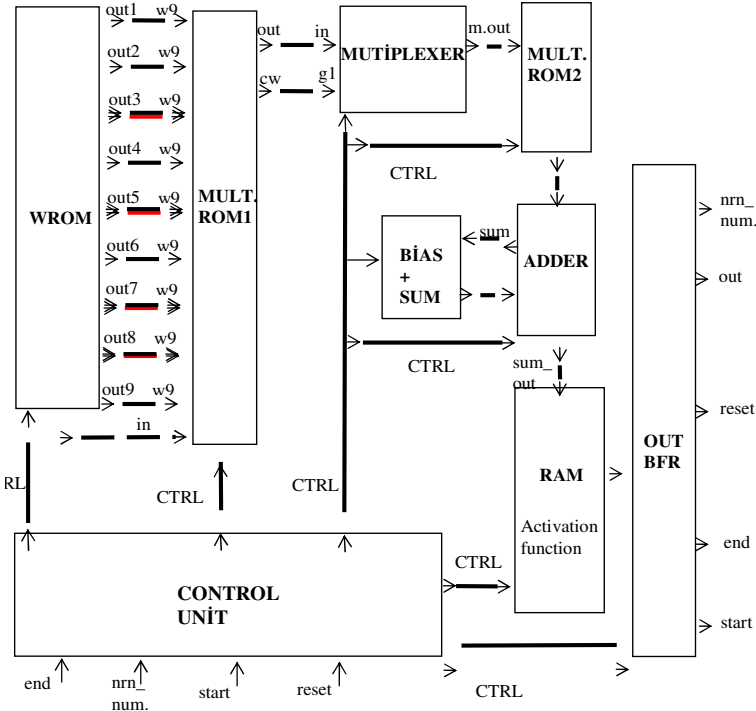 out1 w9
out2 w9
out3 w9
out4 w9
out5 w9
out6 w9
out7 w9
out8 w9
out9 w9
in
WROM
MULT.
ROM1
out in
cw g1
MUTİPLEXER
m.out
MULT.
ROM2
CTRL
BİAS
+
SUM
sum
ADDER
CTRL
sum_
out
RAM
Activation
function
OUT
BFR
nrn_
num.
out
reset
end
start
RL
CTRL
CTRL
CTRL
CONTROL
UNİT
CTRL
end
nrn_
num.
start
reset